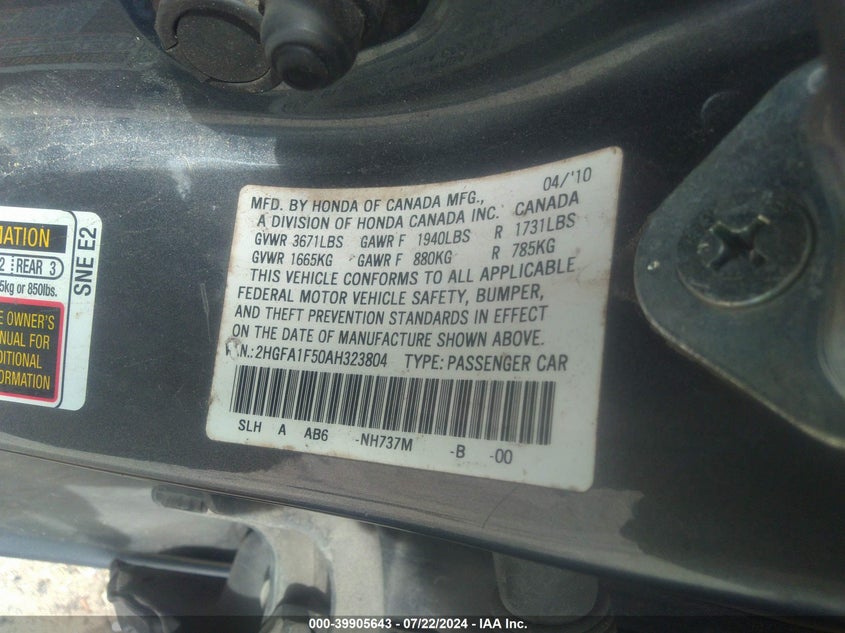 MFD. BY HONDA OF CANADA MFG., 04/'10
A DIVISION OF HONDA CANADA INC. CANADA
GVWR 3671LBS GAWR F 1940LBS R 1731LBS
GVWR 1665KG GAWR F 880KG R 785KG
THIS VEHICLE CONFORMS TO ALL APPLICABLE
FEDERAL MOTOR VEHICLE SAFETY, BUMPER,
AND THEFT PREVENTION STANDARDS IN EFFECT
ON THE DATE OF MANUFACTURE SHOWN ABOVE.
V.I.N.:2HGFA1F50AH323804 TYPE: PASSENGER CAR
SLH A AB6 -NH737M -B -00
MATION
2 REAR 3
5kg or 850lbs.
E OWNER'S
NUAL FOR
DITIONAL
FORMATION
SNE E2
000-39905643 / 07/22/2024 - IAA Inc.